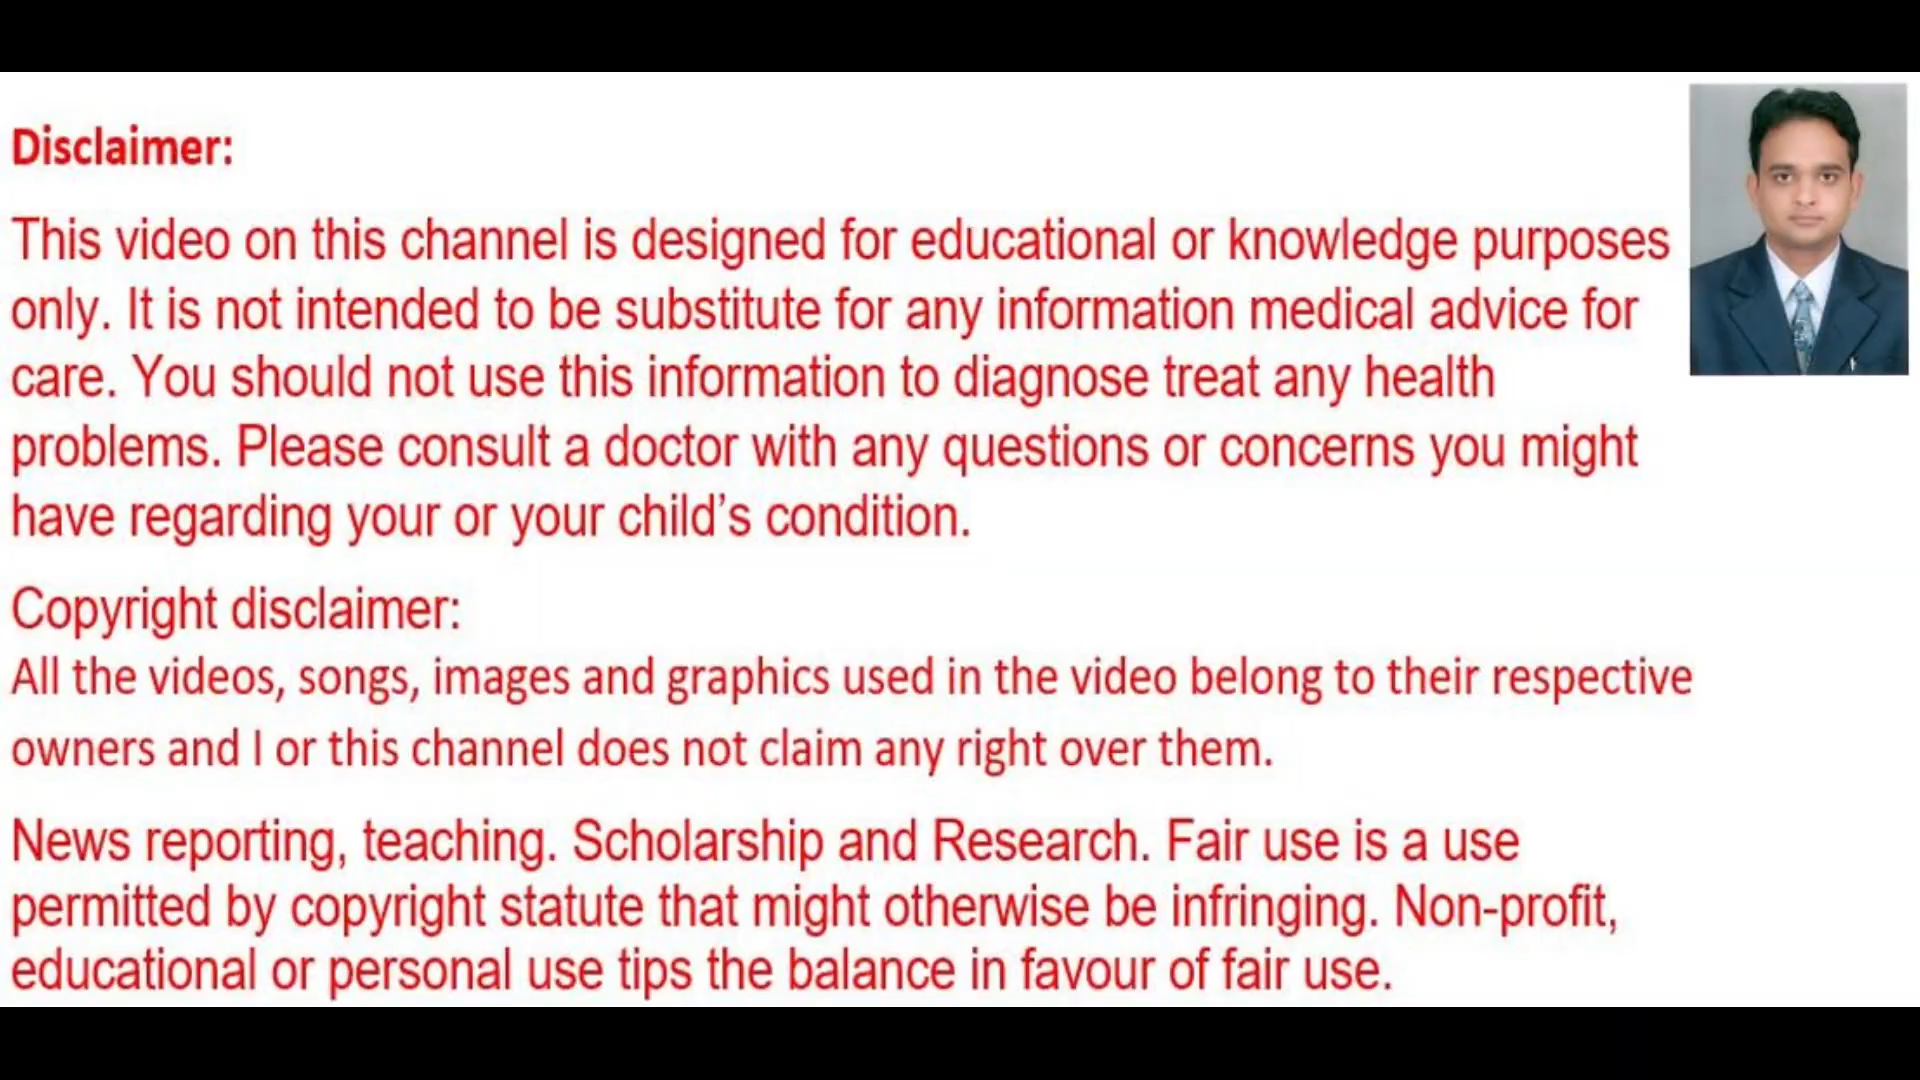 Disclaimer:
This video on this channel is designed for educational or knowledge purposes
only. It is not intended to be substitute for any information medical advice for
care. You should not use this information to diagnose treat any health
problems. Please consult a doctor with any questions or concerns you might
have regarding your or your child’s condition.
Copyright disclaimer:
All the videos, songs, images and graphics used in the video belong to their respective
owners and I or this channel does not claim any right over them.
News reporting, teaching. Scholarship and Research. Fair use is a use
permitted by copyright statute that might otherwise be infringing. Non-profit,
educational or personal use tips the balance in favour of fair use.